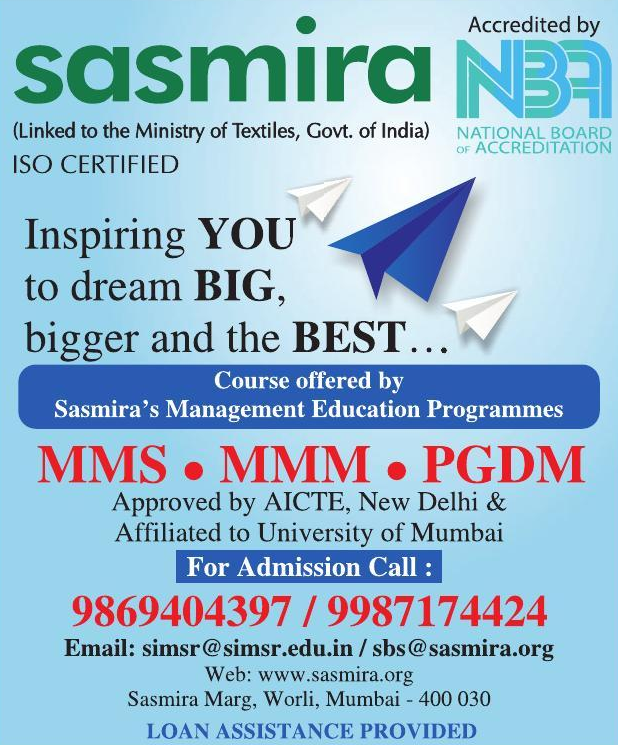 sasmira
Accredited by
NBA
(Linked to the Ministry of Textiles, Govt. of India)
NATIONAL BOARD
OF ACCREDITATION
ISO CERTIFIED
Inspiring YOU
to dream BIG,
bigger and the BEST...
Course offered by
Sasmira's Management Education Programmes
MMS • MMM • PGDM
Approved by AICTE, New Delhi &
Affiliated to University of Mumbai
For Admission Call :
9869404397 / 9987174424
Email: simsr@simsr.edu.in / sbs@sasmira.org
Web: www.sasmira.org
Sasmira Marg, Worli, Mumbai - 400 030
LOAN ASSISTANCE PROVIDED